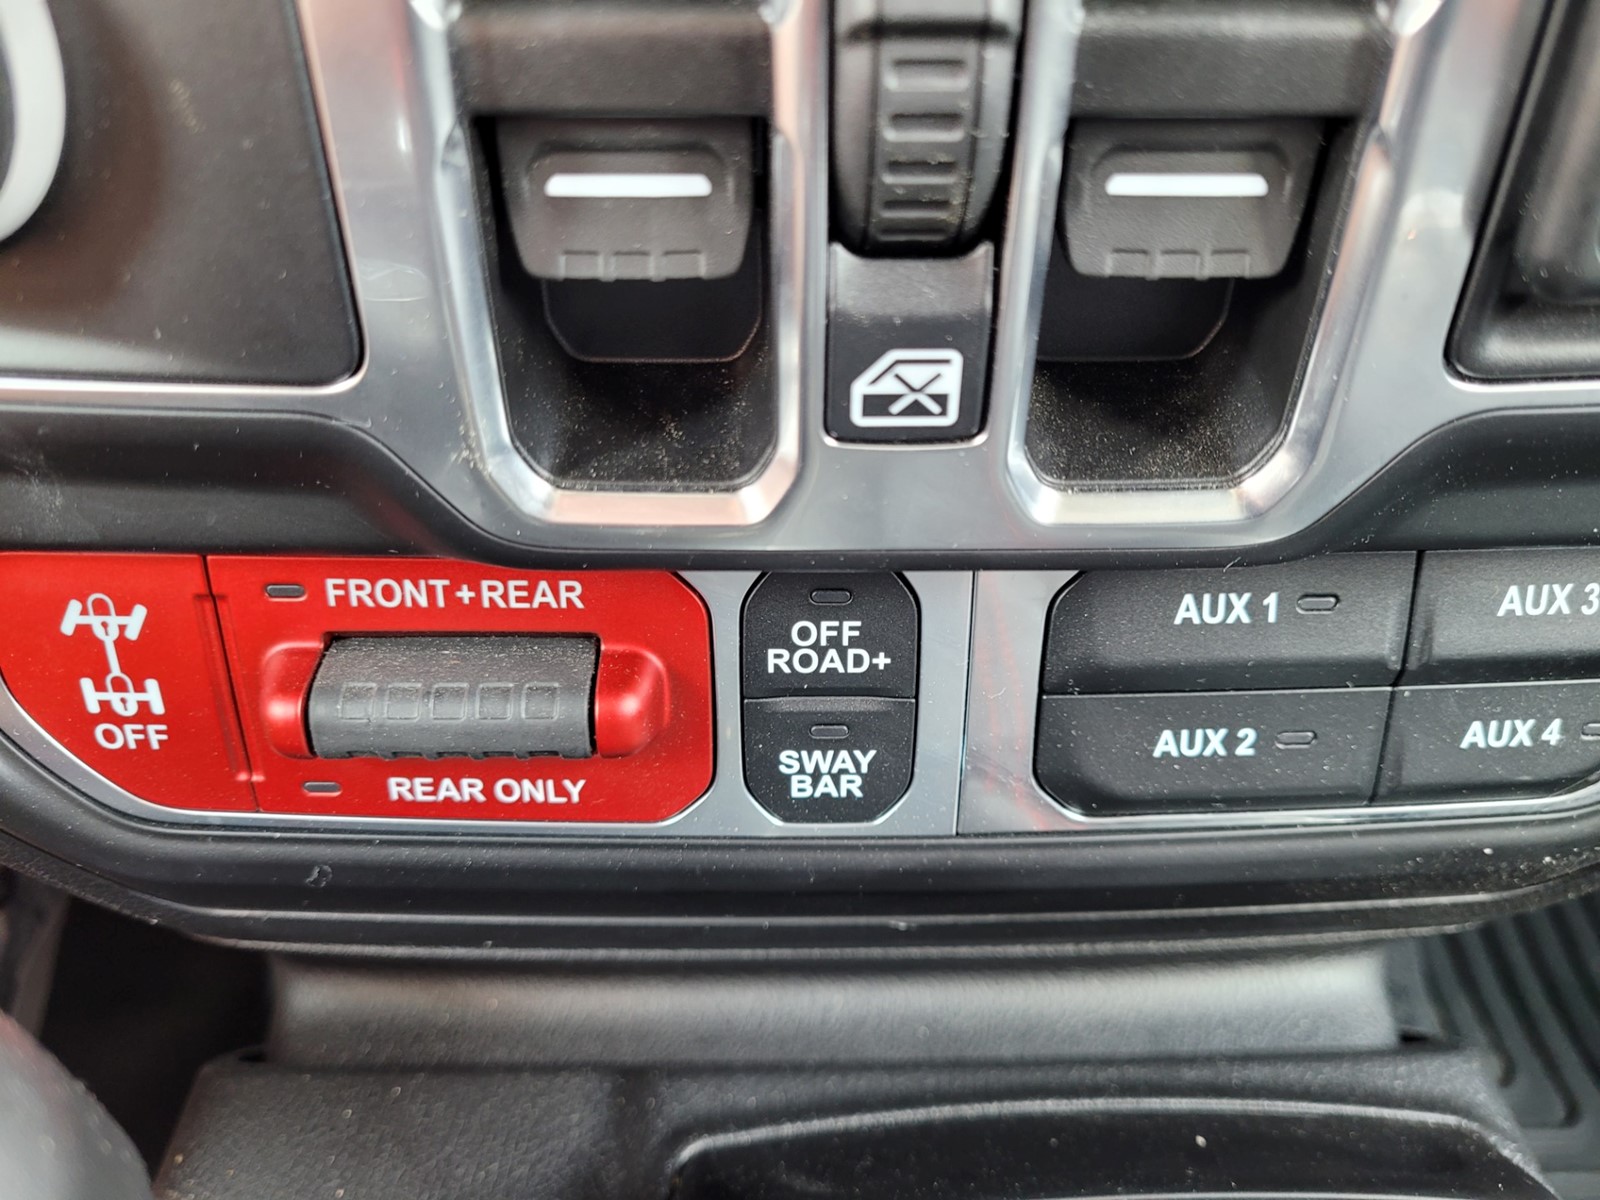 FRONT+REAR
OFF
REAR ONLY
OFF
ROAD+
SWAY
BAR
AUX 1
AUX 2
AUX 3
AUX 4